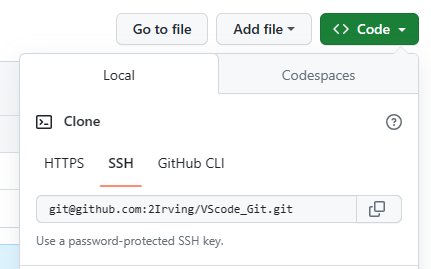 Go to file Add file Code
Local Codespaces
Clone
HTTPS SSH GitHub CLI
git@github.com:2Irving/VScode_Git.git
Use a password-protected SSH key.